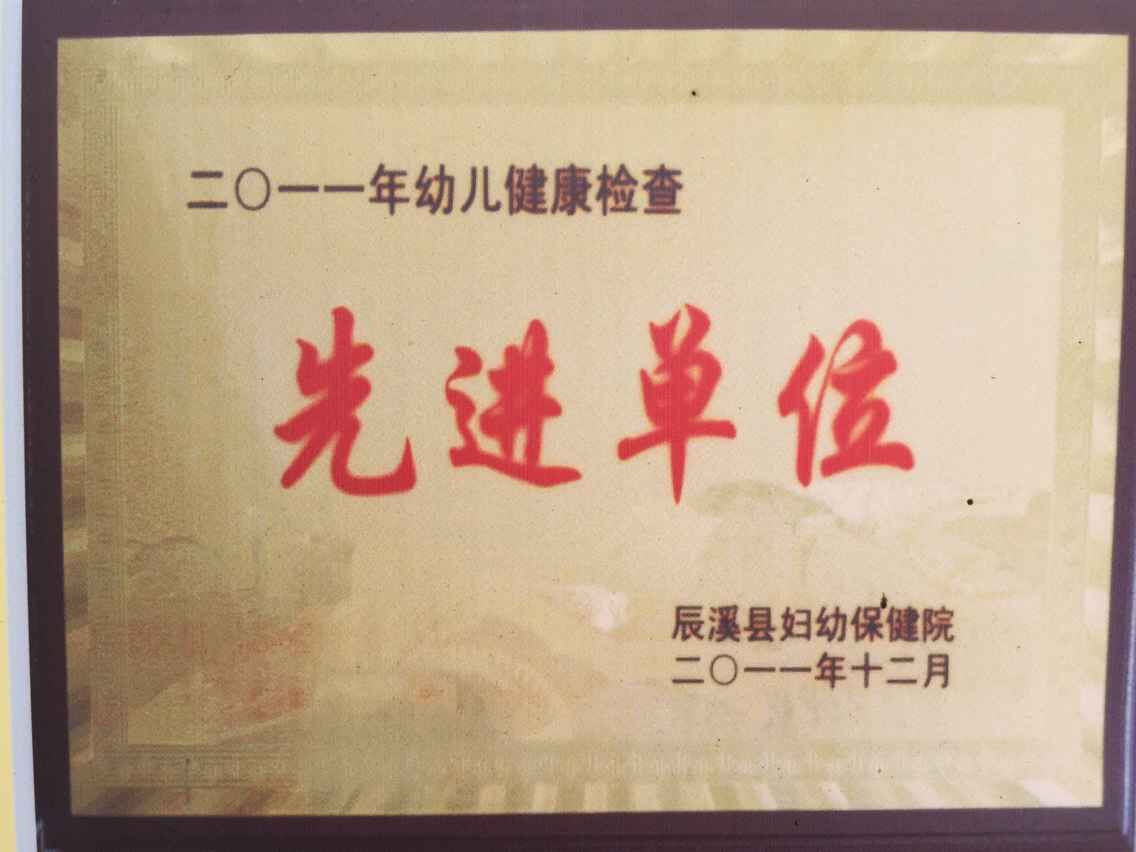 二〇一一年幼儿健康检查
先进单位
辰溪县妇幼保健院
二〇一一年十二月